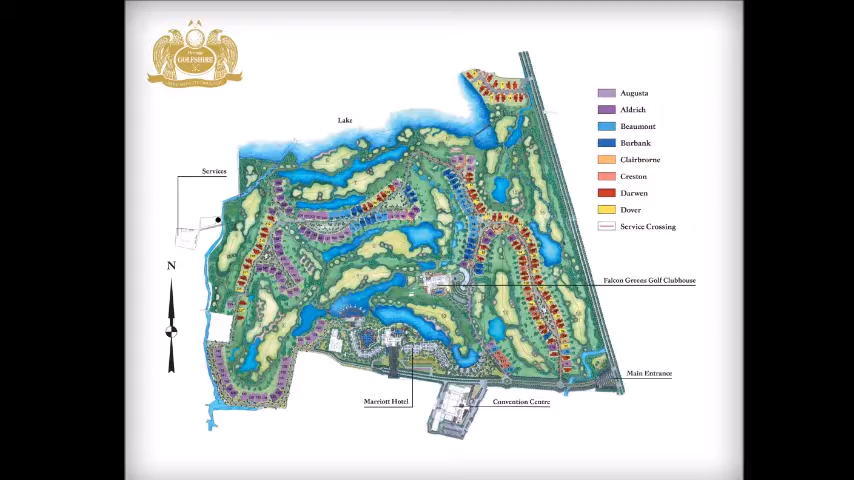 GOLFSHIRE
Lake
Services
N
Augusta
Aldrich
Beaumont
Burbank
Clairbrorne
Creston
Darwen
Dover
Service Crossing
Falcon Greens Golf Clubhouse
Main Entrance
Marriott Hotel
Convention Centre